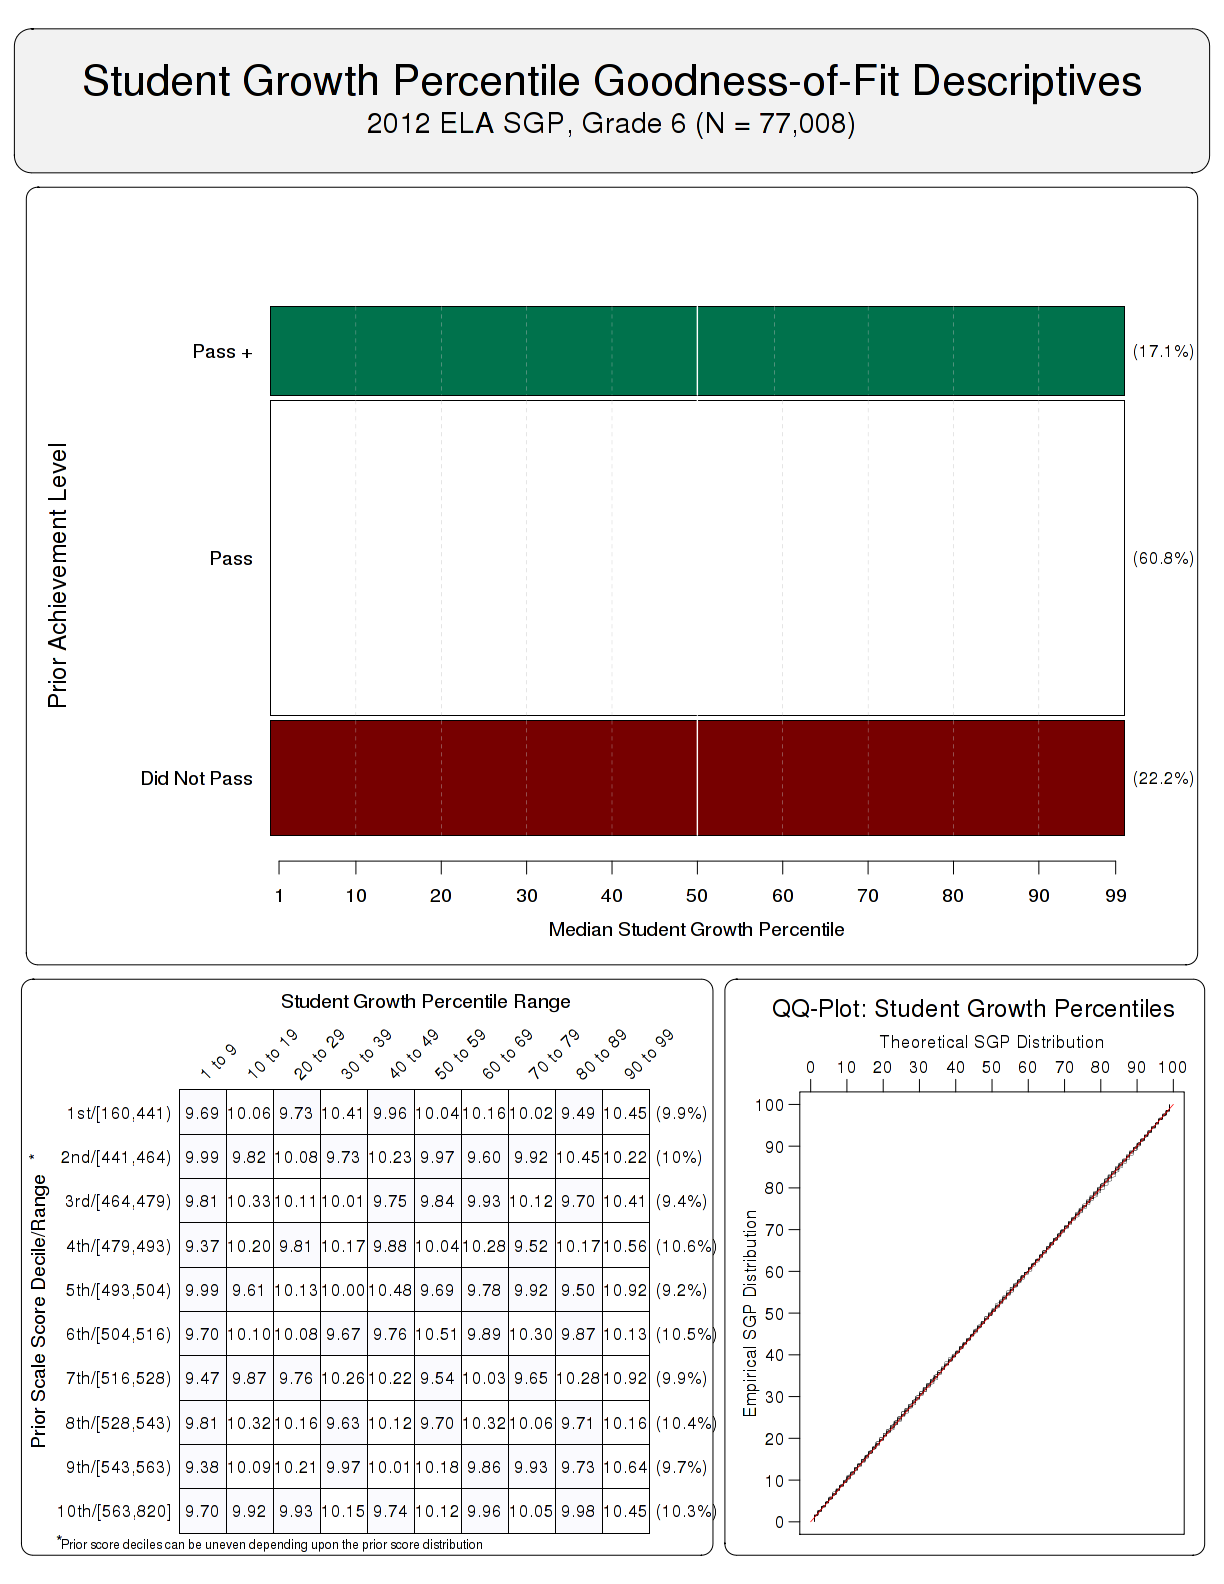 Student Growth Percentile Goodness-of-Fit Descriptives
2012 ELA SGP, Grade 6 (N = 77,008)
Prior Achievement Level
Pass + (17.1%)
Pass (60.8%)
Did Not Pass (22.2%)
1 10 20 30 40 50 60 70 80 90 99
Median Student Growth Percentile
Student Growth Percentile Range
1 to 9 10 to 19 20 to 29 30 to 39 40 to 49 50 to 59 60 to 69 70 to 79 80 to 89 90 to 99
Prior Scale Score Decile/Range *
1st/[160,441) 9.69 10.06 9.73 10.41 9.96 10.04 10.16 10.02 9.49 10.45 (9.9%)
2nd/[441,464) 9.99 9.82 10.08 9.73 10.23 9.97 9.60 9.92 10.45 10.22 (10%)
3rd/[464,479) 9.81 10.33 10.11 10.01 9.75 9.84 9.93 10.12 9.70 10.41 (9.4%)
4th/[479,493) 9.37 10.20 9.81 10.17 9.88 10.04 10.28 9.52 10.17 10.56 (10.6%)
5th/[493,504) 9.99 9.61 10.13 10.00 10.48 9.69 9.78 9.92 9.50 10.92 (9.2%)
6th/[504,516) 9.70 10.10 10.08 9.67 9.76 10.51 9.89 10.30 9.87 10.13 (10.5%)
7th/[516,528) 9.47 9.87 9.76 10.26 10.22 9.54 10.03 9.65 10.28 10.92 (9.9%)
8th/[528,543) 9.81 10.32 10.16 9.63 10.12 9.70 10.32 10.06 9.71 10.16 (10.4%)
9th/[543,563) 9.38 10.09 10.21 9.97 10.01 10.18 9.86 9.93 9.73 10.64 (9.7%)
10th/[563,820] 9.70 9.92 9.93 10.15 9.74 10.12 9.96 10.05 9.98 10.45 (10.3%)
*Prior score deciles can be uneven depending upon the prior score distribution
QQ-Plot: Student Growth Percentiles
Theoretical SGP Distribution
0 10 20 30 40 50 60 70 80 90 100
Empirical SGP Distribution
100
90
80
70
60
50
40
30
20
10
0